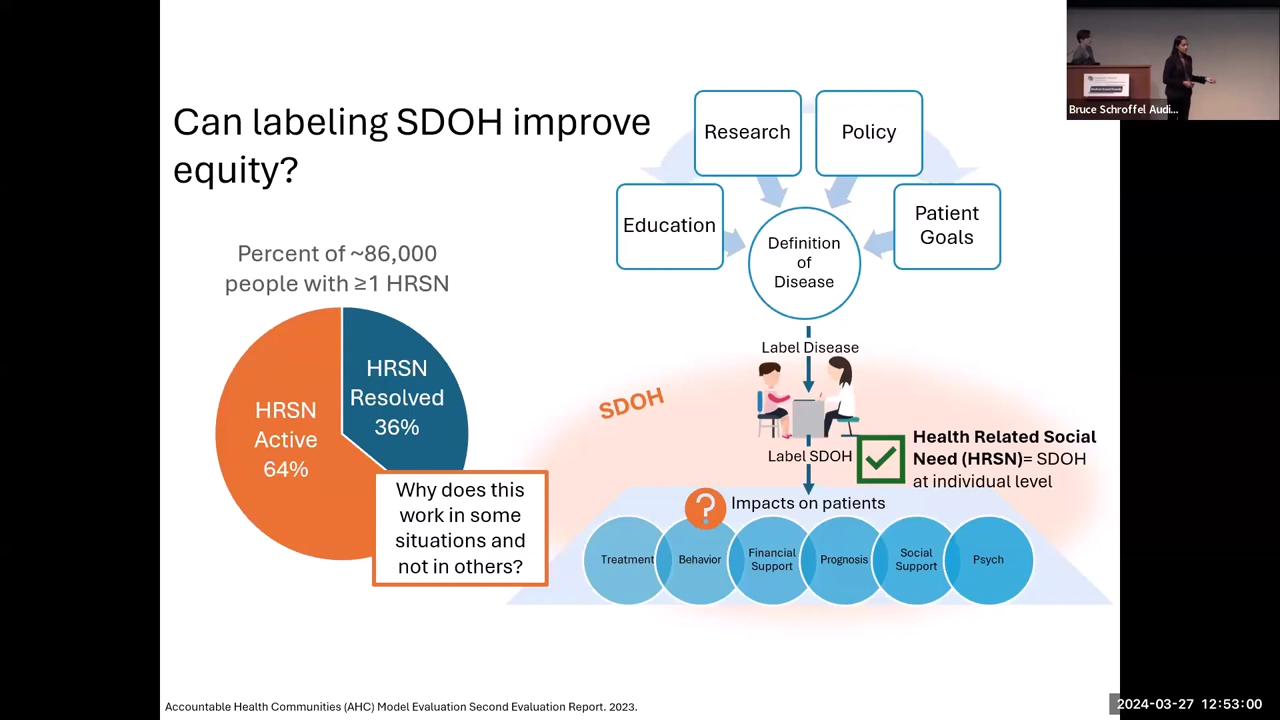 Can labeling SDOH improve
equity?
Percent of ~86,000
people with ≥1 HRSN
HRSN
Active
64%
HRSN
Resolved
36%
Why does this
work in some
situations and
not in others?
Research
Policy
Education
Patient
Goals
Definition
of
Disease
Label Disease
SDOH
Label SDOH
Health Related Social
Need (HRSN)= SDOH
at individual level
?
Impacts on patients
Treatment
Behavior
Financial
Support
Prognosis
Social
Support
Psych
Accountable Health Communities (AHC) Model Evaluation Second Evaluation Report. 2023.
Bruce Schroffel Audi...
2024-03-27 12:53:00